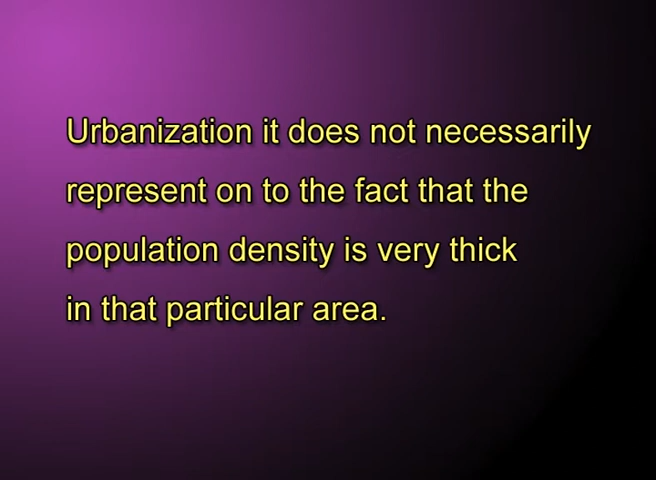 Urbanization it does not necessarily
represent on to the fact that the
population density is very thick
in that particular area.